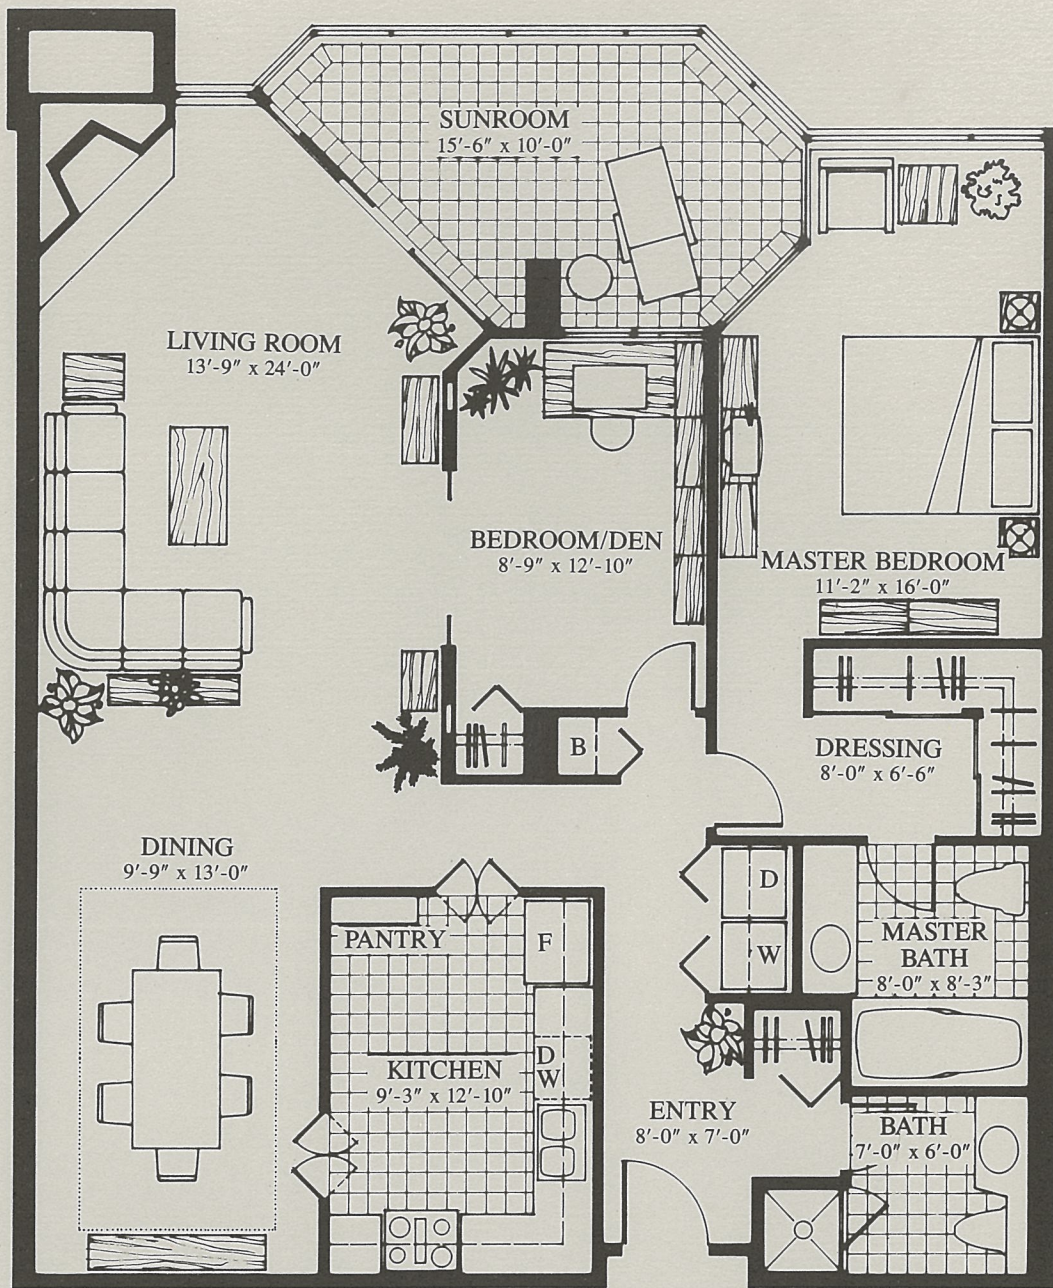 SUNROOM
15'-6" x 10'-0"
LIVING ROOM
13'-9" x 24'-0"
BEDROOM/DEN
8'-9" x 12'-10"
MASTER BEDROOM
11'-2" x 16'-0"
B
DRESSING
8'-0" x 6'-6"
DINING
9'-9" x 13'-0"
D
PANTRY
F
W
MASTER
BATH
8'-0" x 8'-3"
KITCHEN
9'-3" x 12'-10"
D
W
ENTRY
8'-0" x 7'-0"
BATH
7'-0" x 6'-0"